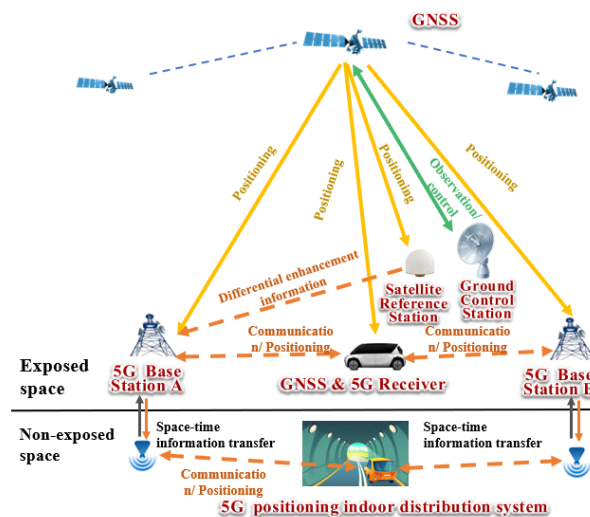 GNSS
Positioning
Positioning
Positioning
Observation/
control
Positioning
Differential enhancement
information
Satellite
Reference
Station
Ground
Control
Station
Communicatio
n/ Positioning
Communicatio
n/ Positioning
Exposed
space
5G Base
Station A
GNSS & 5G Receiver
5G Base
Station B
Non-exposed
space
Space-time
information transfer
Space-time
information transfer
Communicatio
n/ Positioning
5G positioning indoor distribution system